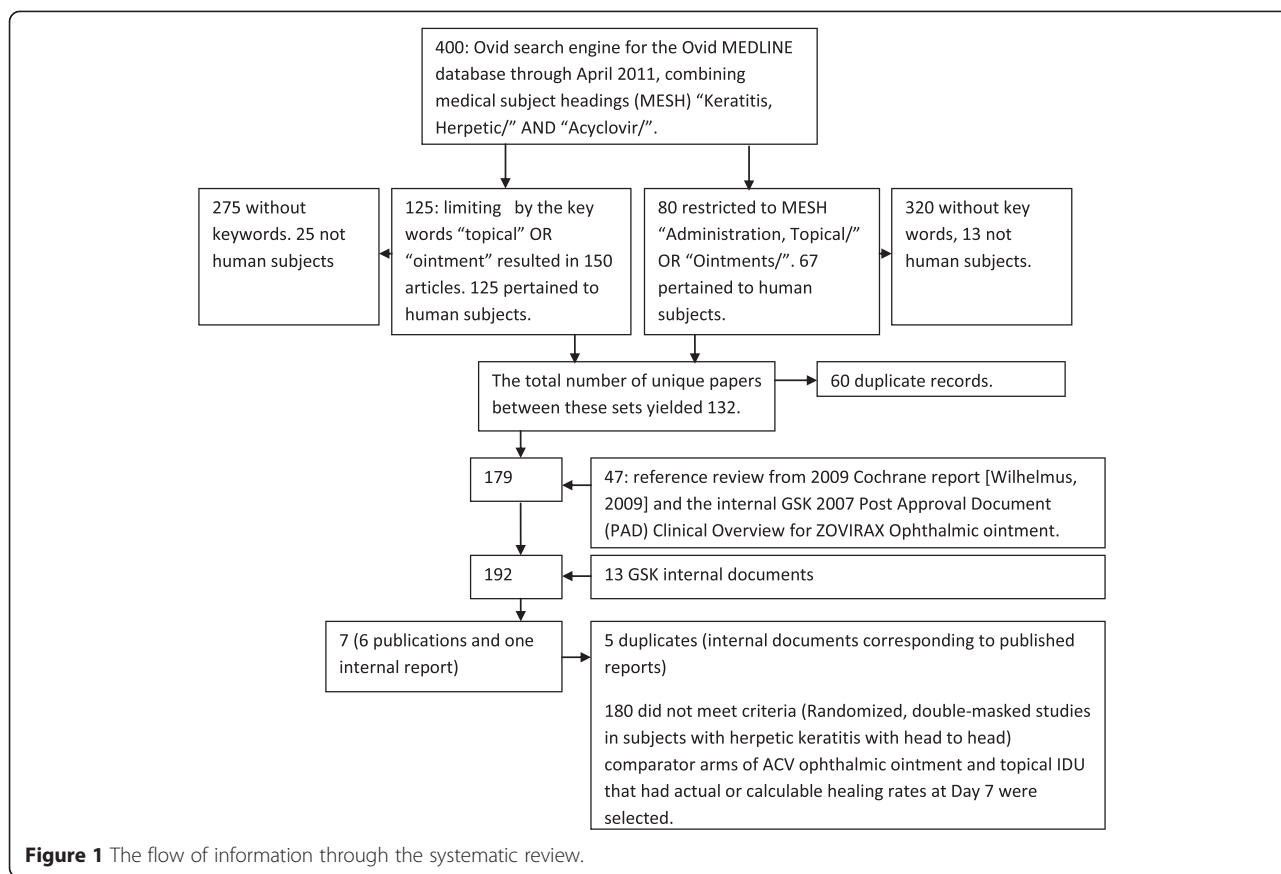 400: Ovid search engine for the Ovid MEDLINE
database through April 2011, combining
medical subject headings (MESH) “Keratitis,
Herpetic/” AND “Acyclovir/”.
275 without
keywords. 25 not
human subjects
125: limiting by the key
words “topical” OR
“ointment” resulted in 150
articles. 125 pertained to
human subjects.
80 restricted to MESH
“Administration, Topical/”
OR “Ointments/”. 67
pertained to human
subjects.
320 without key
words, 13 not
human subjects.
The total number of unique papers
between these sets yielded 132.
60 duplicate records.
179
47: reference review from 2009 Cochrane report [Wilhelmus,
2009] and the internal GSK 2007 Post Approval Document
(PAD) Clinical Overview for ZOVIRAX Ophthalmic ointment.
192
13 GSK internal documents
7 (6 publications and one
internal report)
5 duplicates (internal documents corresponding to published
reports)
180 did not meet criteria (Randomized, double-masked studies
in subjects with herpetic keratitis with head to head)
comparator arms of ACV ophthalmic ointment and topical IDU
that had actual or calculable healing rates at Day 7 were
selected.
Figure 1 The flow of information through the systematic review.